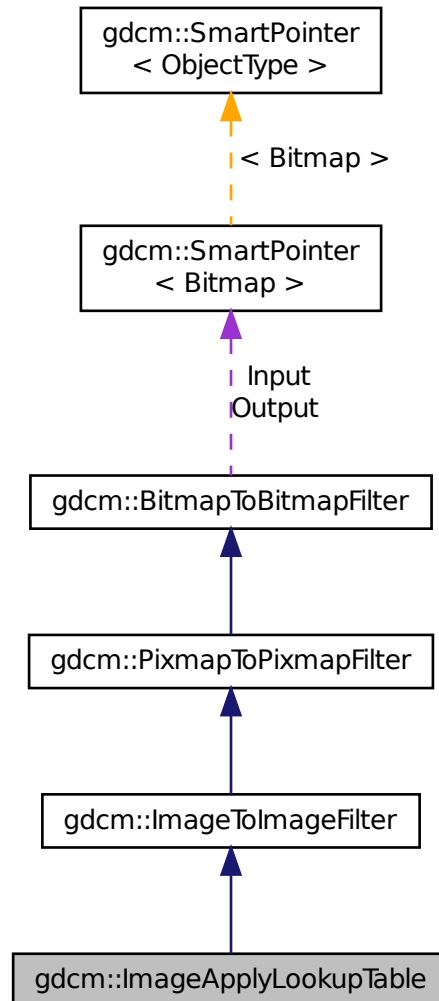 gdcm::SmartPointer
< ObjectType >
< Bitmap >
gdcm::SmartPointer
< Bitmap >
Input
Output
gdcm::BitmapToBitmapFilter
gdcm::PixmapToPixmapFilter
gdcm::ImageToImageFilter
gdcm::ImageApplyLookupTable